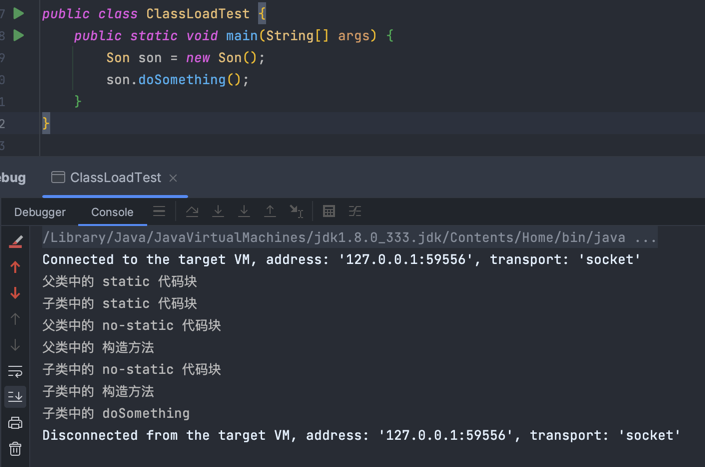 7 public class ClassLoadTest {
8 public static void main(String[] args) {
9 Son son = new Son();
0 son.doSomething();
1 }
2 }
3
ebug ClassLoadTest ×
Debugger Console
/Library/Java/JavaVirtualMachines/jdk1.8.0_333.jdk/Contents/Home/bin/java ...
Connected to the target VM, address: '127.0.0.1:59556', transport: 'socket'
父类中的 static 代码块
子类中的 static 代码块
父类中的 no-static 代码块
父类中的 构造方法
子类中的 no-static 代码块
子类中的 构造方法
子类中的 doSomething
Disconnected from the target VM, address: '127.0.0.1:59556', transport: 'socket'